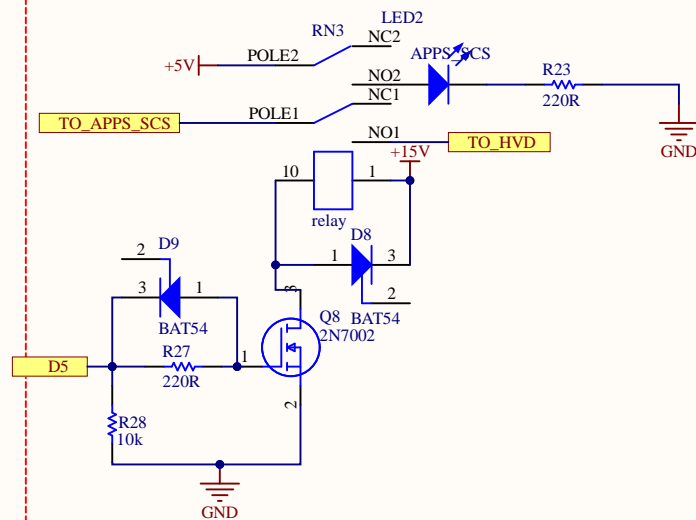 LED2
RN3
NC2
+5V
POLE2
APPS_SCS
NO2
R23
NC1
220R
POLE1
TO_APPS_SCS
NO1
TO_HVD
GND
+15V
10
1
relay
D9
D8
2
1
3
3
1
2
3
BAT54
BAT54
Q8
2N7002
R27
1
D5
220R
2
R28
10k
GND